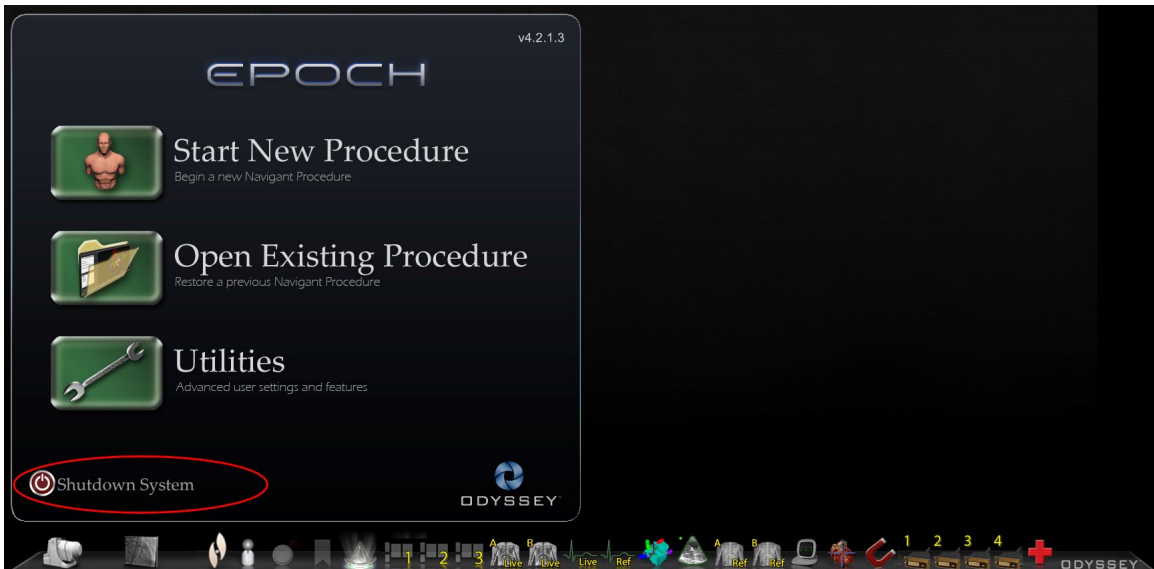 v4.2.1.3
EPOCH
Start New Procedure
Begin a new Navigant Procedure
Open Existing Procedure
Restore a previous Navigant Procedure
Utilities
Advanced user settings and features
Shutdown System
ODYSSEY
1 2 3 A Live B Live Live Ref A Ref B Ref 1 2 3 4 ODYSSEY